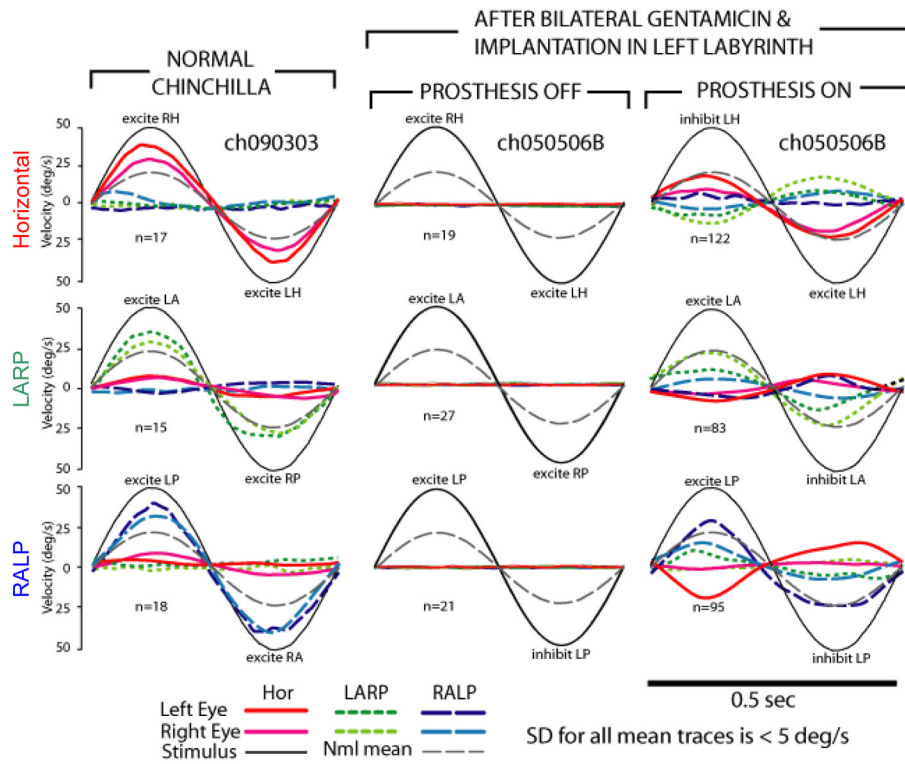 AFTER BILATERAL GENTAMICIN &
IMPLANTATION IN LEFT LABYRINTH
NORMAL
CHINCHILLA
PROSTHESIS OFF
PROSTHESIS ON
Horizontal
Velocity (deg/s)
50
25
0
25
50
excite RH
ch090303
n=17
excite LH
excite RH
ch050506B
n=19
excite LH
inhibit LH
ch050506B
n=122
excite LH
LARP
Velocity (deg/s)
50
25
0
25
50
excite LA
n=15
excite RP
excite LA
n=27
excite RP
excite LA
n=83
inhibit LA
RALP
Velocity (deg/s)
50
25
0
25
50
excite LP
n=18
excite RA
excite LP
n=21
inhibit LP
excite LP
n=95
inhibit LP
0.5 sec
Hor LARP RALP
Left Eye
Right Eye
Stimulus Nml mean
SD for all mean traces is < 5 deg/s